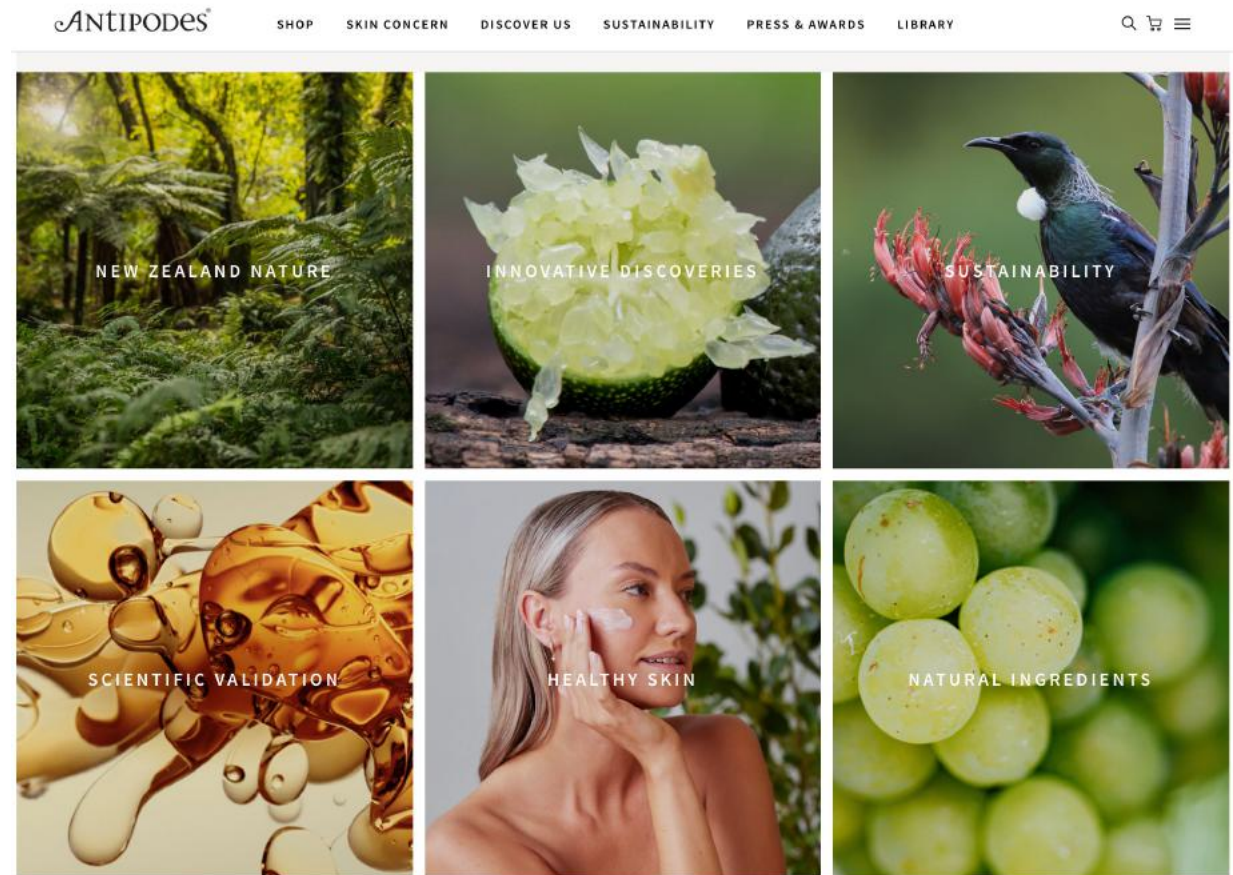 ANTIPODES®
SHOP SKIN CONCERN DISCOVER US SUSTAINABILITY PRESS & AWARDS LIBRARY
NEW ZEALAND NATURE INNOVATIVE DISCOVERIES SUSTAINABILITY
SCIENTIFIC VALIDATION HEALTHY SKIN NATURAL INGREDIENTS